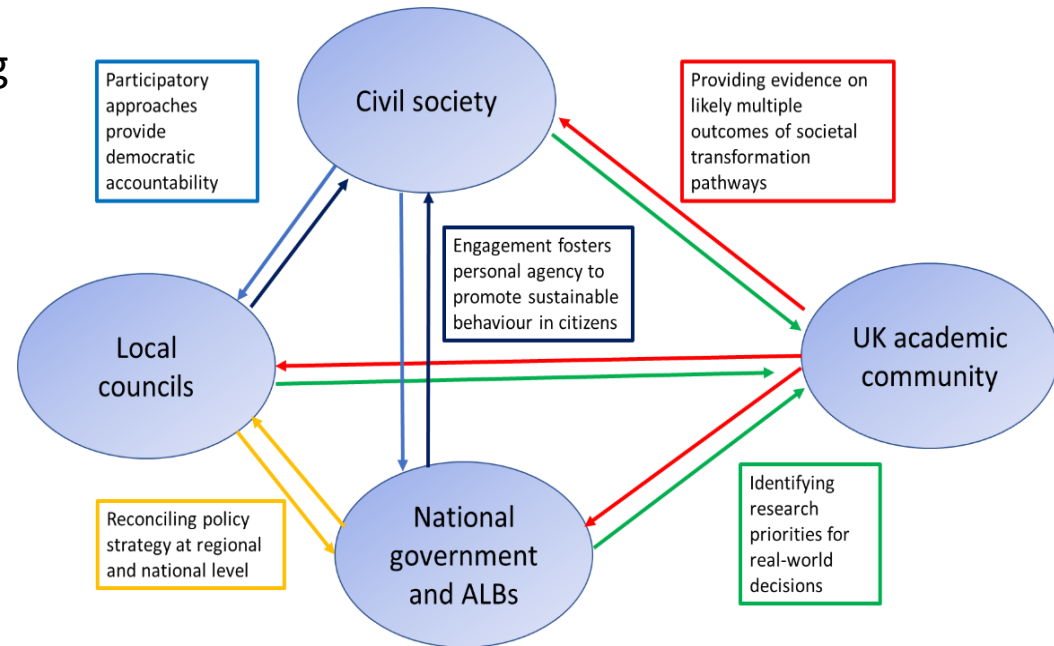 Participatory
approaches
provide
democratic
accountability
Civil society
Providing evidence on
likely multiple
outcomes of societal
transformation
pathways
Engagement fosters
personal agency to
promote sustainable
behaviour in citizens
Local
councils
UK academic
community
Reconciling policy
strategy at regional
and national level
National
government
and ALBs
Identifying
research
priorities for
real-world
decisions